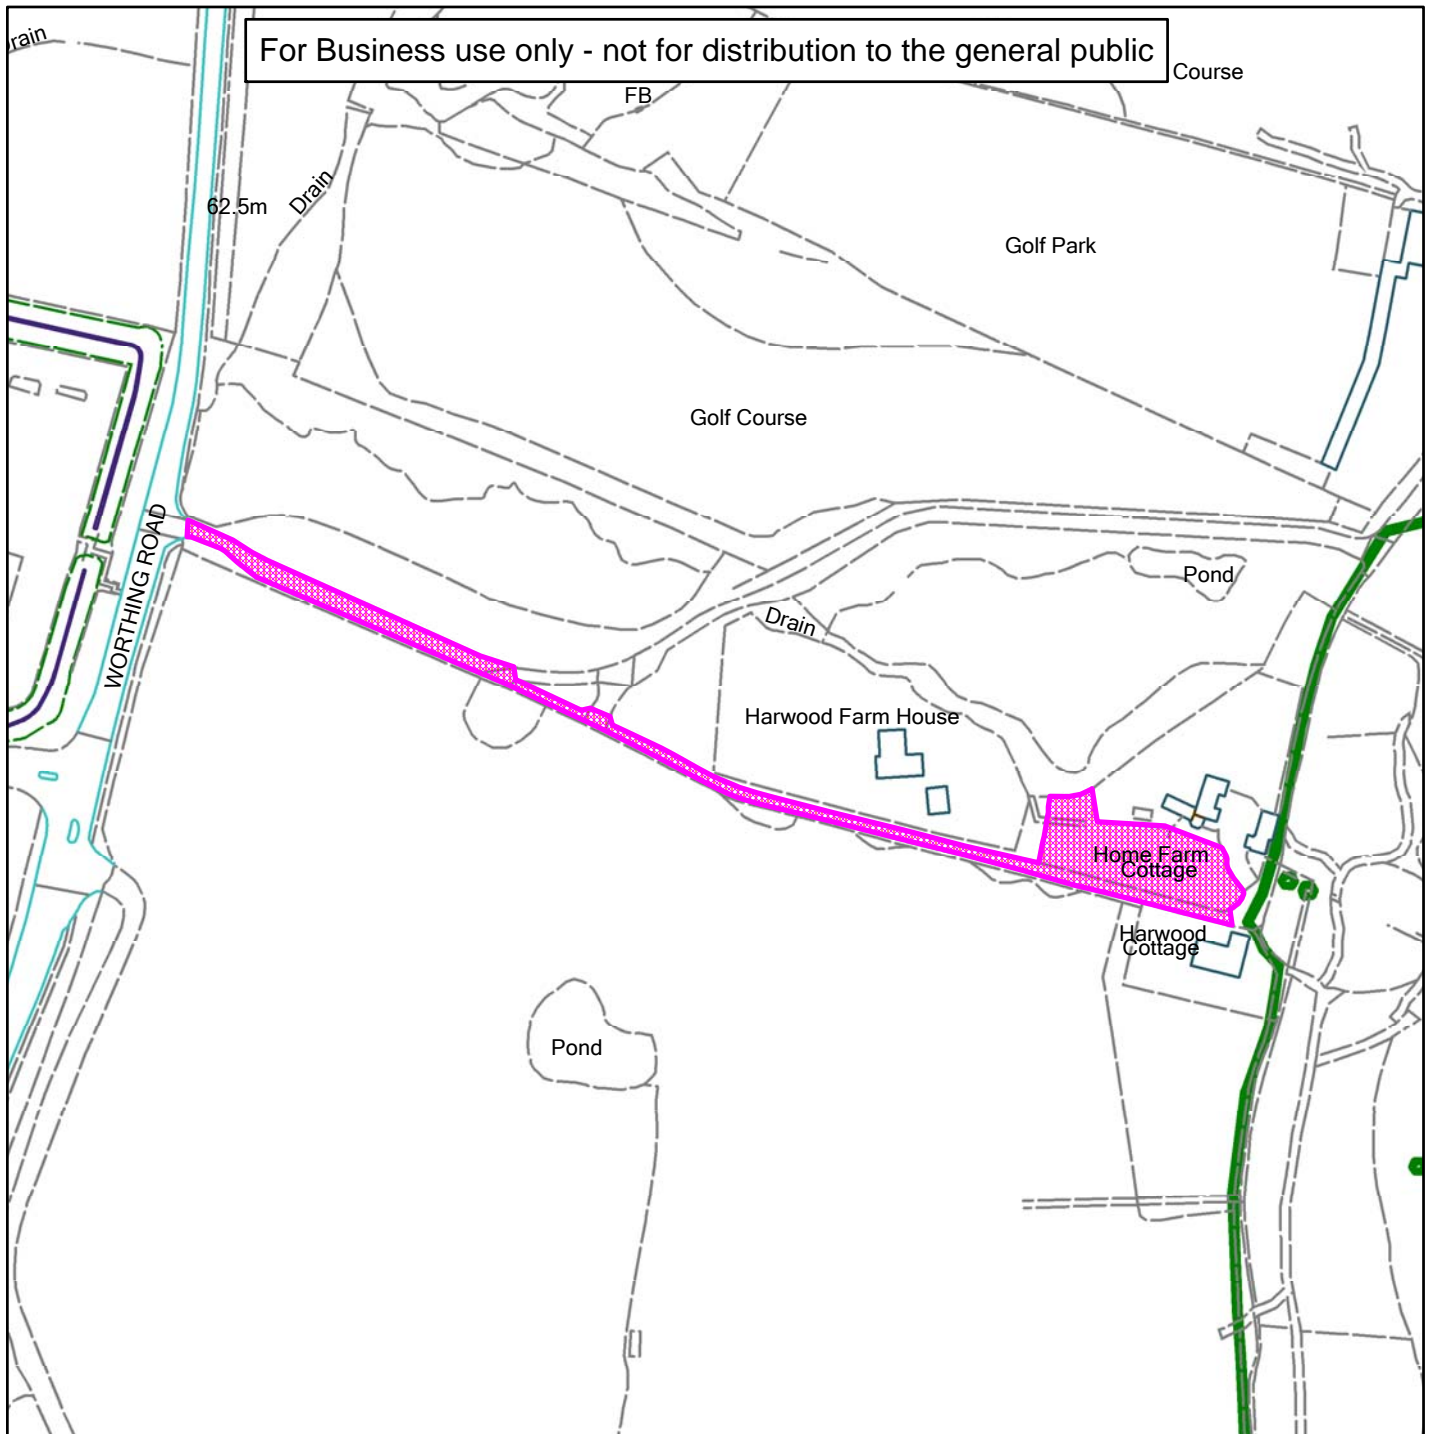 rain
For Business use only - not for distribution to the general public
Course
FB
Drain
62.5m
Golf Park
Golf Course
WORTHING ROAD
Pond
Drain
Harwood Farm House
Home Farm
Cottage
Harwood
Cottage
Pond